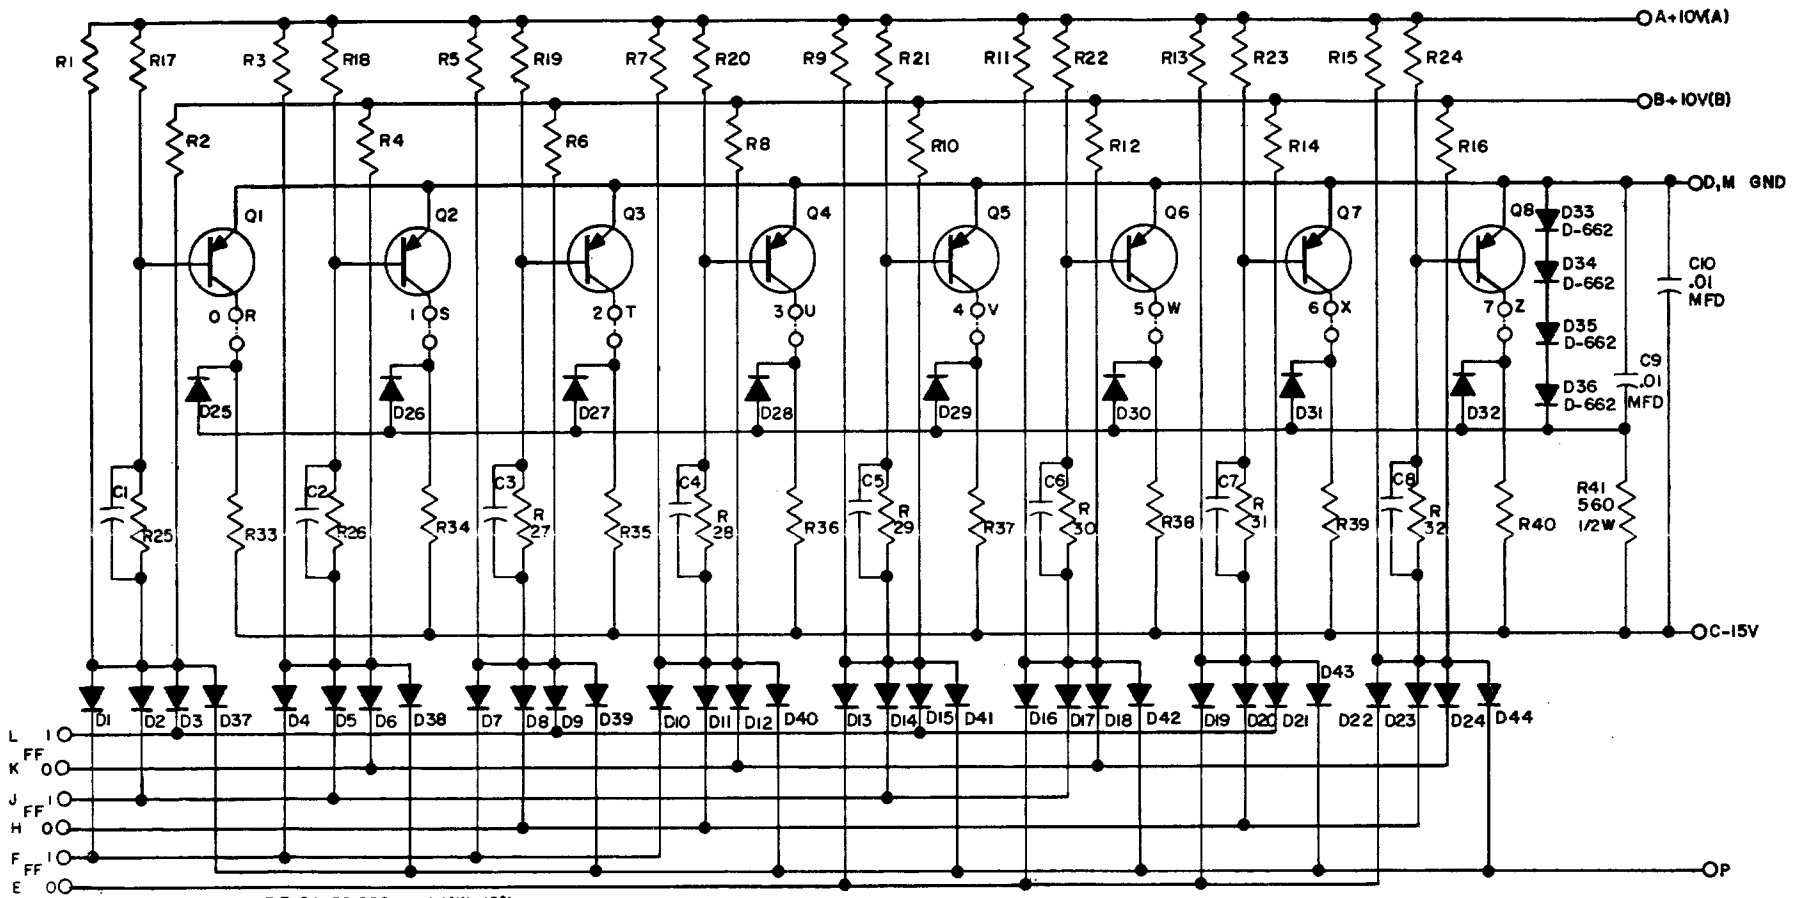 A+10V(A)
R1 R17 R3 R18 R5 R19 R7 R20 R9 R21 R11 R22 R13 R23 R15 R24
B+10V(B)
R2 R4 R6 R8 R10 R12 R14 R16
D,M GND
Q1 Q2 Q3 Q4 Q5 Q6 Q7 Q8 D33
D-662
D34
D-662
C10
.01
MFD
0 R 1 S 2 T 3 U 4 V 5 W 6 X 7 Z
D35
D-662
C9
.01
MFD
D36
D-662
D25 D26 D27 D28 D29 D30 D31 D32
C1 C2 C3 C4 C5 C6 C7 C8
R41
560
1/2W
R25 R33 R26 R34 R27 R35 R28 R36 R29 R37 R30 R38 R31 R39 R32 R40
C-15V
D43
D1 D2 D3 D37 D4 D5 D6 D38 D7 D8 D9 D39 D10 D11 D12 D40 D13 D14 D15 D41 D16 D17 D18 D42 D19 D20 D21 D22 D23 D24 D44
L 1
FF
K 0
J 1
FF
H 0
F 1
FF
P
E 0